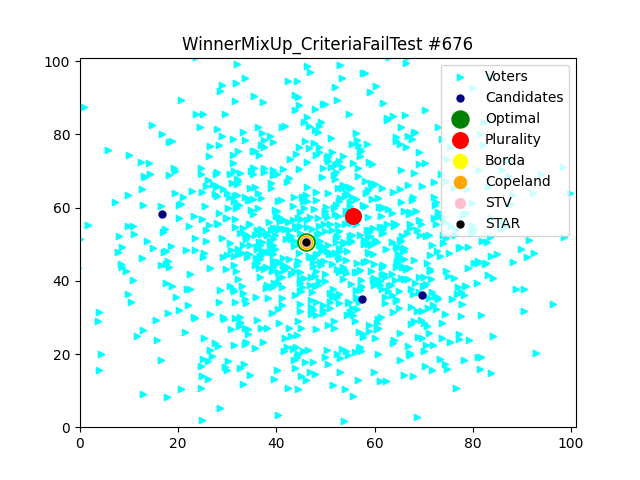 WinnerMixUp_CriteriaFailTest #676
100
80
60
40
20
0
0 20 40 60 80 100
Voters
Candidates
Optimal
Plurality
Borda
Copeland
STV
STAR